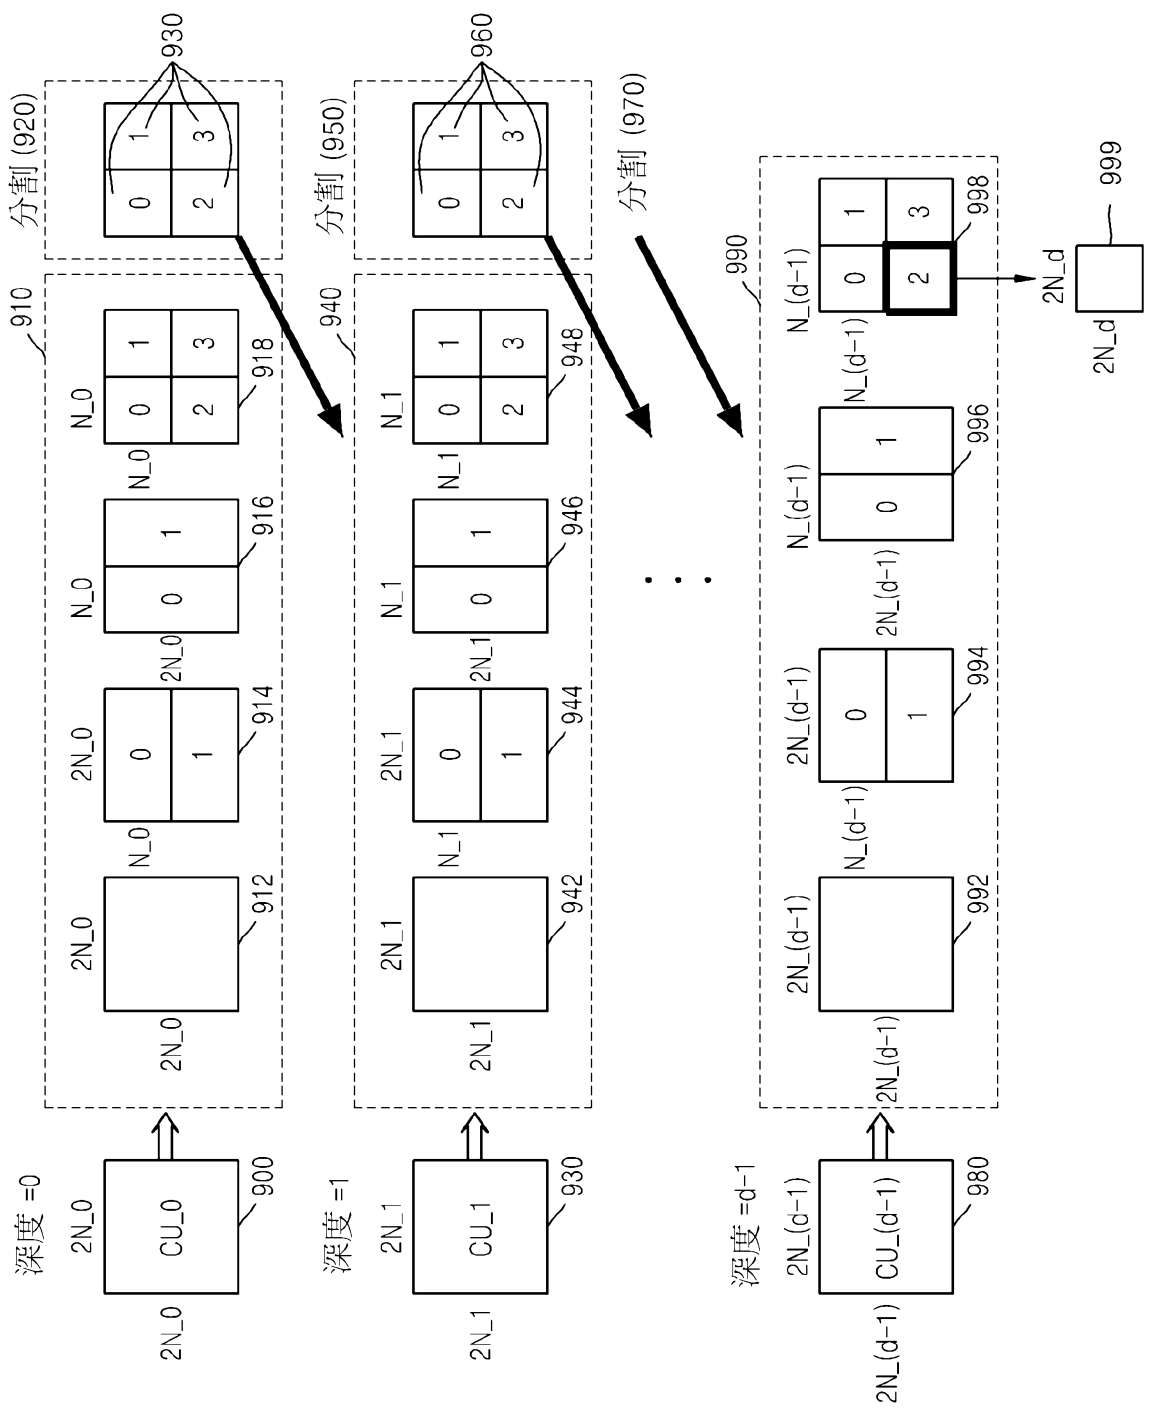 深度 =0
2N_0
2N_0
CU_0
900
910
2N_0
2N_0
912
2N_0
N_0
0
1
914
N_0
2N_0
0
1
916
N_0
N_0
0
1
2
3
918
分割 (920)
0
1
2
3
930
深度 =1
2N_1
2N_1
CU_1
930
940
2N_1
2N_1
942
2N_1
N_1
0
1
944
N_1
2N_1
0
1
946
N_1
N_1
0
1
2
3
948
分割 (950)
0
1
2
3
960
分割 (970)
深度 =d-1
2N_(d-1)
2N_(d-1)
CU_(d-1)
980
990
2N_(d-1)
2N_(d-1)
992
2N_(d-1)
N_(d-1)
0
1
994
N_(d-1)
2N_(d-1)
0
1
996
N_(d-1)
N_(d-1)
0
1
2
3
998
2N_d
2N_d
999